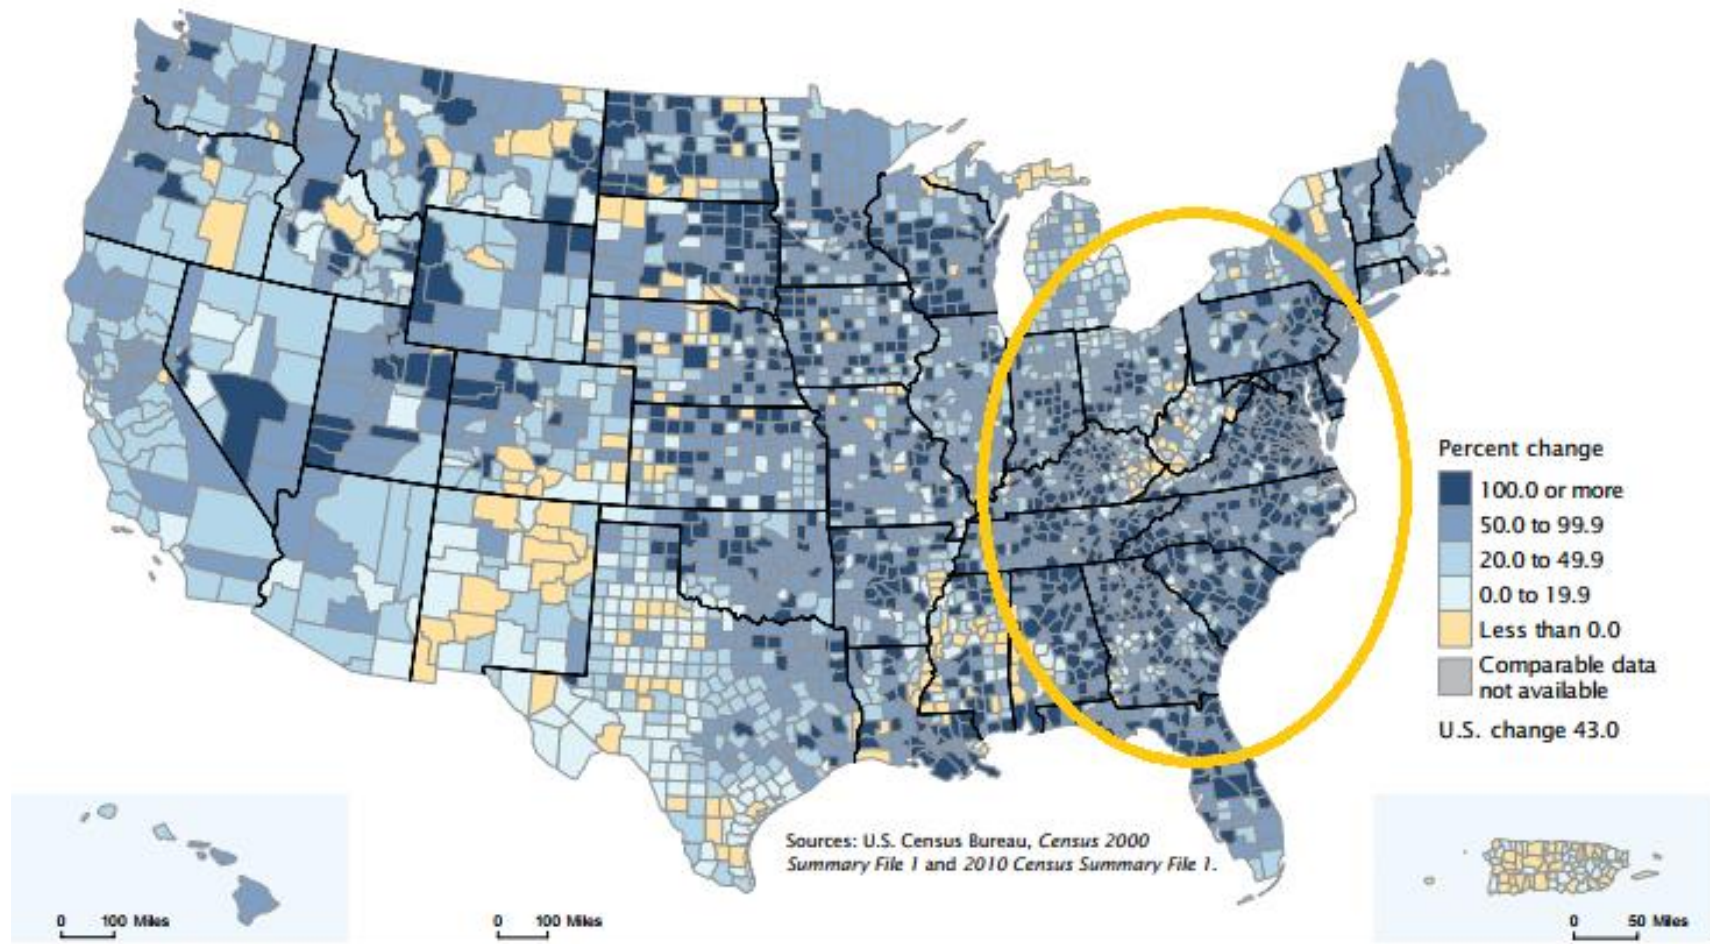 Percent change
100.0 or more
50.0 to 99.9
20.0 to 49.9
0.0 to 19.9
Less than 0.0
Comparable data
not available
U.S. change 43.0
Sources: U.S. Census Bureau, Census 2000
Summary File 1 and 2010 Census Summary File 1.
0 100 Miles
0 100 Miles
0 50 Miles